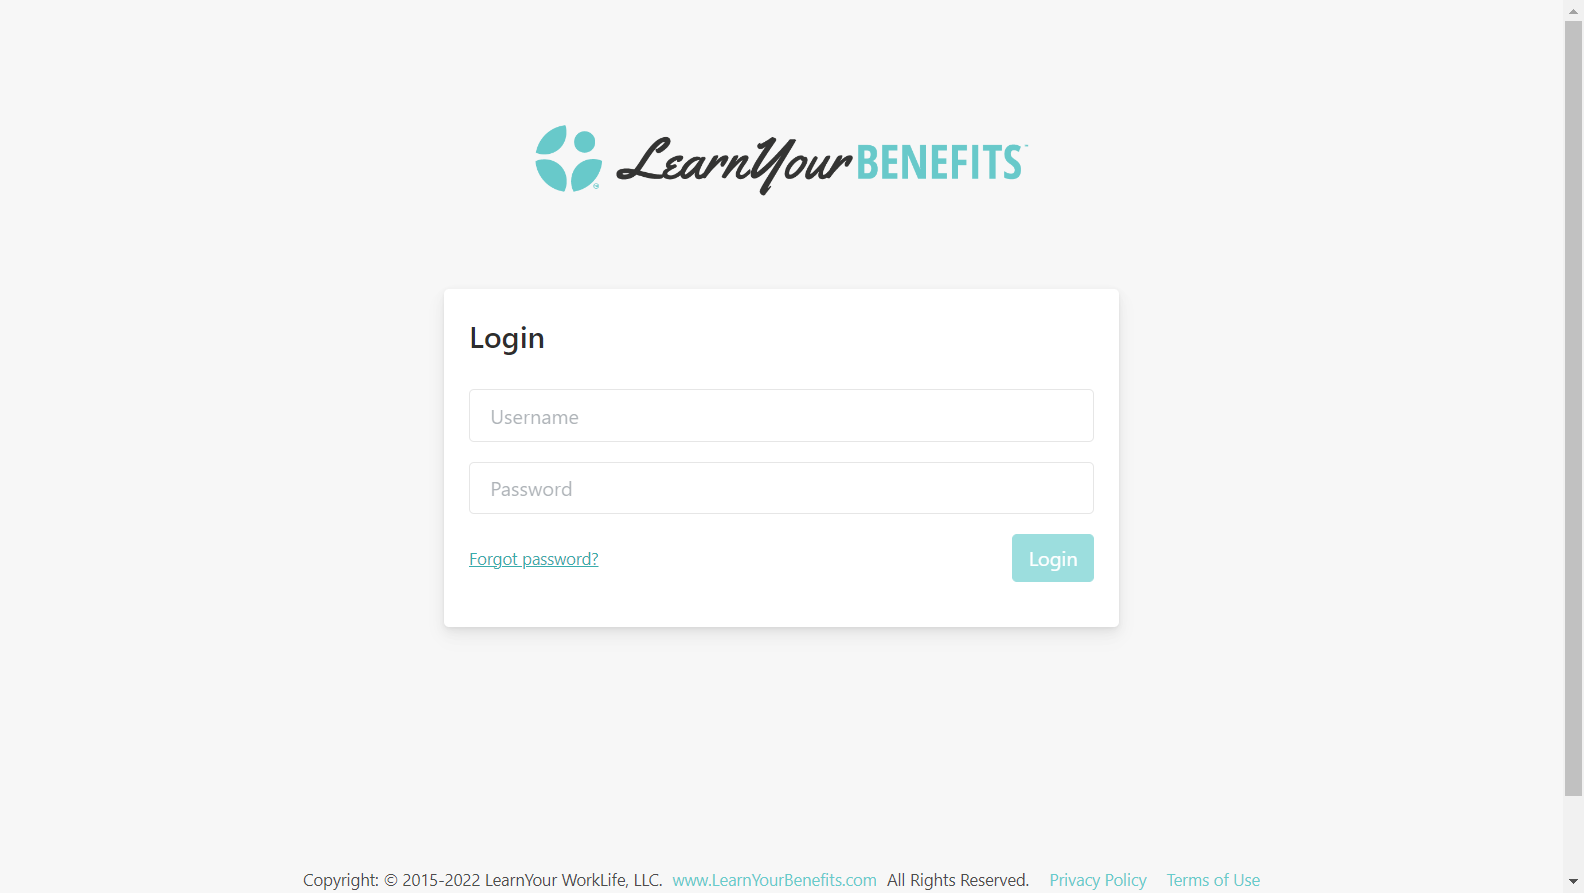 LearnYour BENEFITS™
Login
Username
Password
Forgot password?
Login
Copyright: © 2015-2022 LearnYour WorkLife, LLC. www.LearnYourBenefits.com All Rights Reserved. Privacy Policy Terms of Use